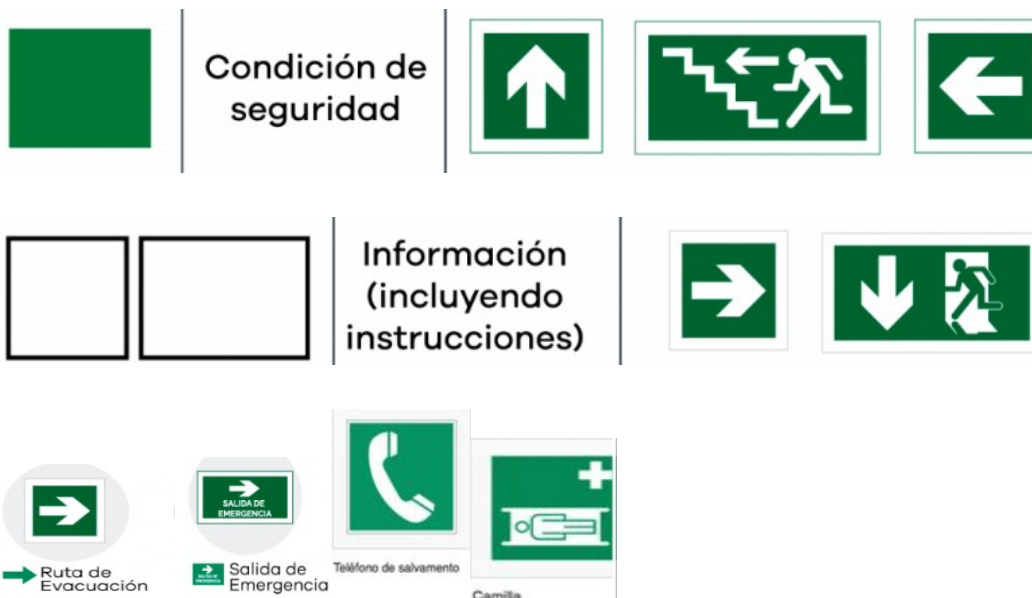 Condición de
seguridad
Información
(incluyendo
instrucciones)
SALIDA DE
EMERGENCIA
Ruta de
Evacuación
Salida de
Emergencia
Teléfono de salvamento
Camilla